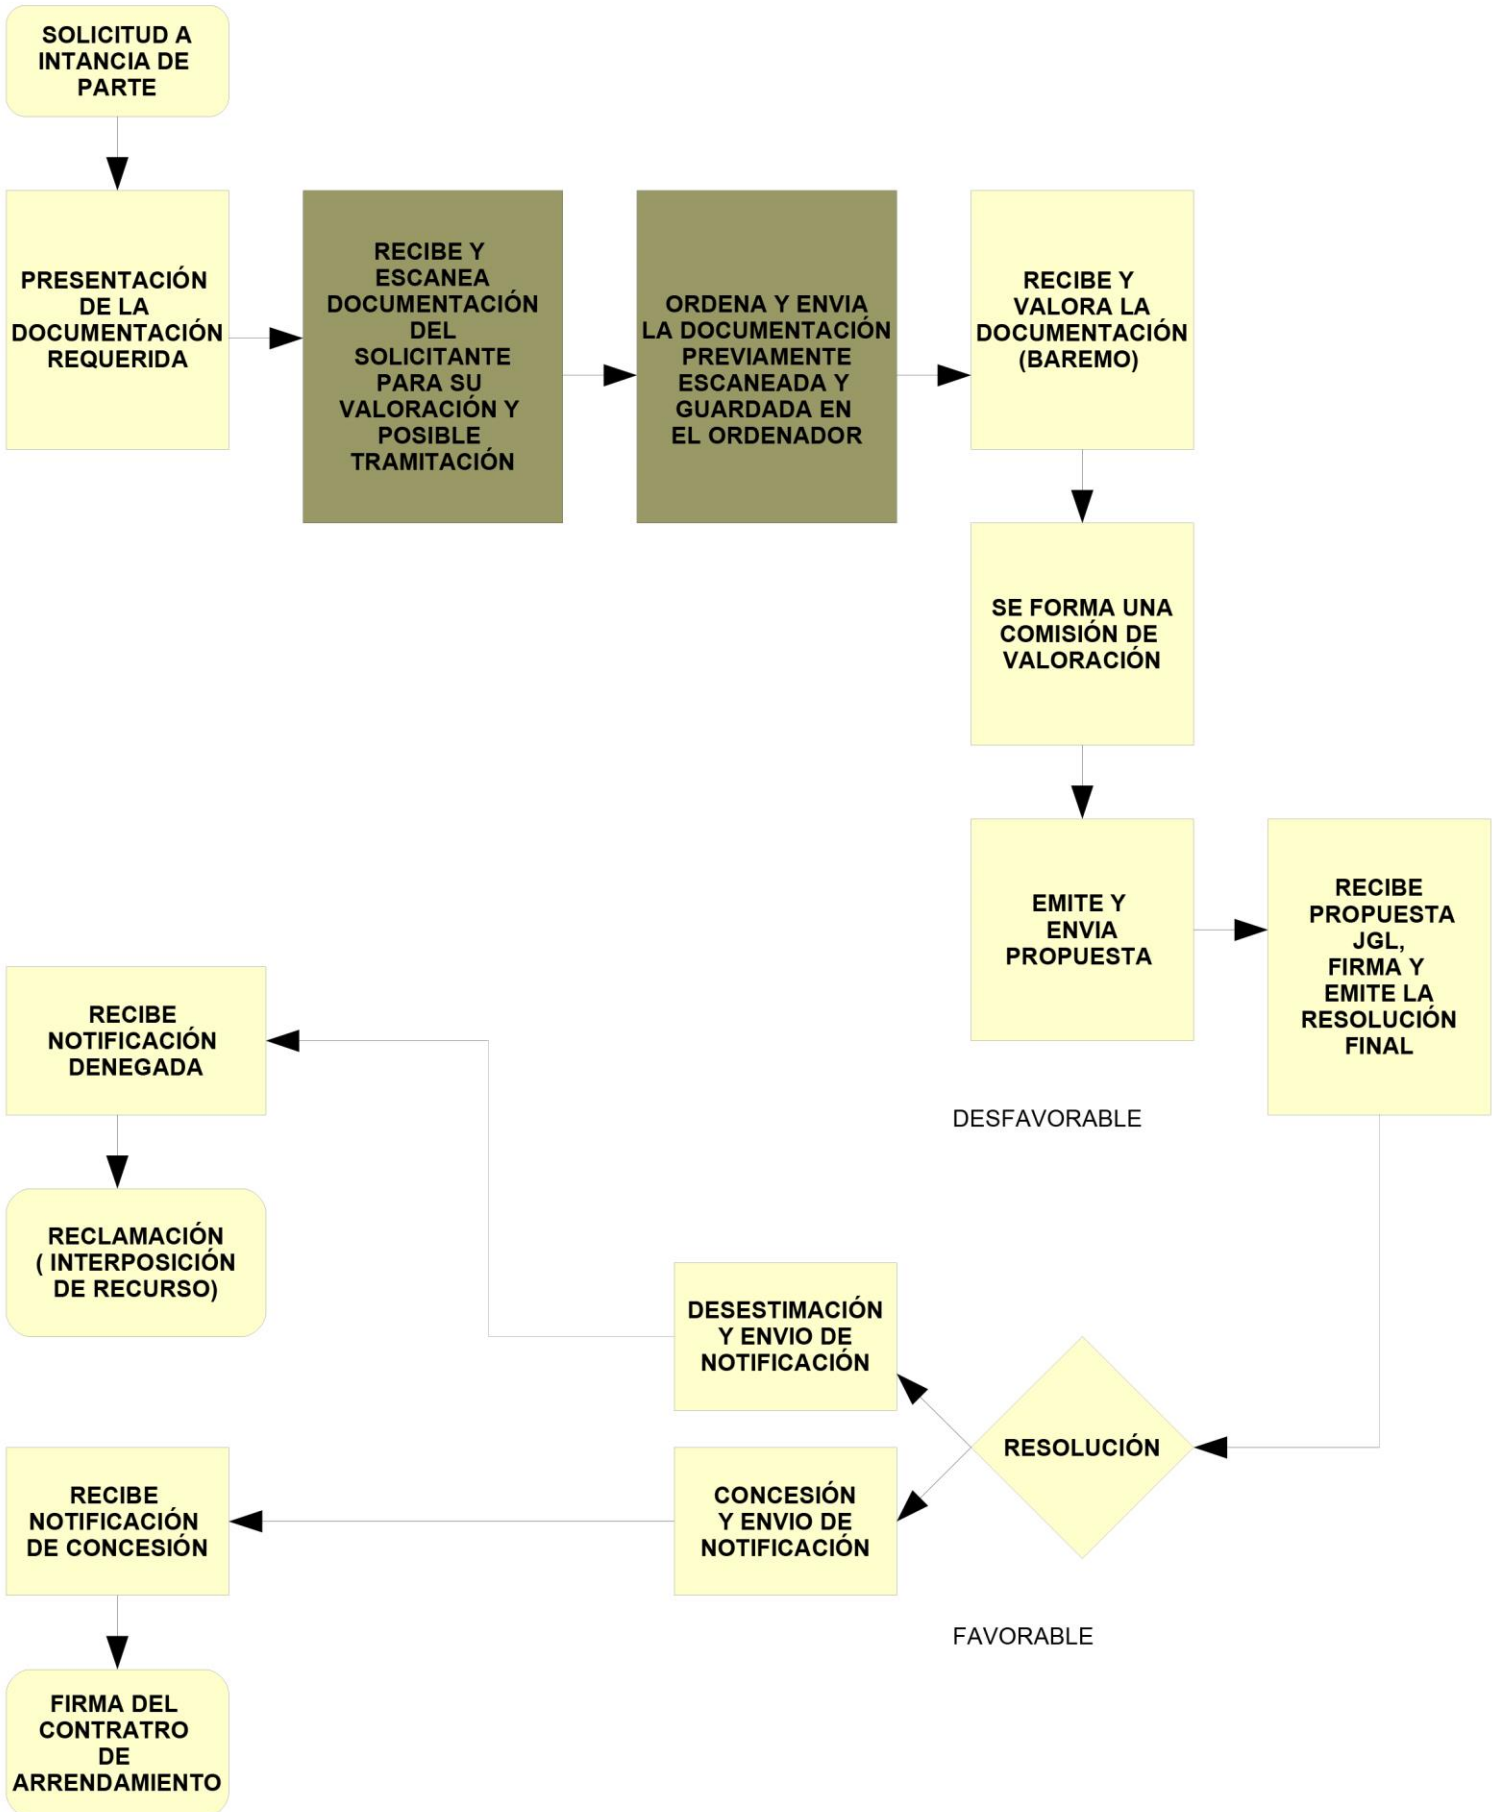 SOLICITUD A
INTANCIA DE
PARTE
PRESENTACIÓN
DE LA
DOCUMENTACIÓN
REQUERIDA
RECIBE Y
ESCANEA
DOCUMENTACIÓN
DEL
SOLICITANTE
PARA SU
VALORACIÓN Y
POSIBLE
TRAMITACIÓN
ORDENA Y ENVIA
LA DOCUMENTACIÓN
PREVIAMENTE
ESCANEADA Y
GUARDADA EN
EL ORDENADOR
RECIBE Y
VALORA LA
DOCUMENTACIÓN
(BAREMO)
SE FORMA UNA
COMISIÓN DE
VALORACIÓN
EMITE Y
ENVIA
PROPUESTA
RECIBE
PROPUESTA
JGL,
FIRMA Y
EMITE LA
RESOLUCIÓN
FINAL
DESFAVORABLE
RESOLUCIÓN
DESESTIMACIÓN
Y ENVIO DE
NOTIFICACIÓN
RECIBE
NOTIFICACIÓN
DENEGADA
RECLAMACIÓN
( INTERPOSICIÓN
DE RECURSO)
CONCESIÓN
Y ENVIO DE
NOTIFICACIÓN
FAVORABLE
RECIBE
NOTIFICACIÓN
DE CONCESIÓN
FIRMA DEL
CONTRATRO
DE
ARRENDAMIENTO